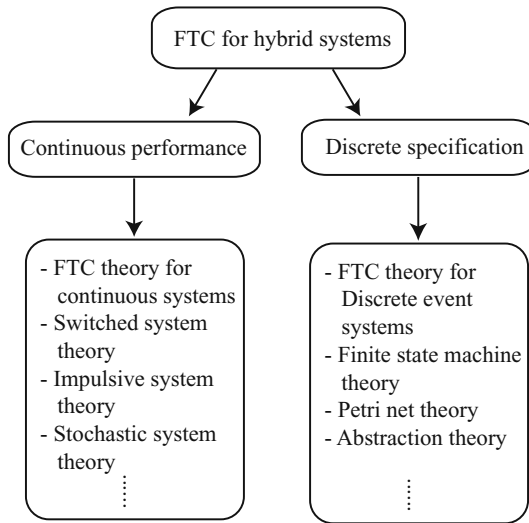 FTC for hybrid systems
Continuous performance
Discrete specification
- FTC theory for
continuous systems
- Switched system
theory
- Impulsive system
theory
- Stochastic system
theory
- FTC theory for
Discrete event
systems
- Finite state machine
theory
- Petri net theory
- Abstraction theory